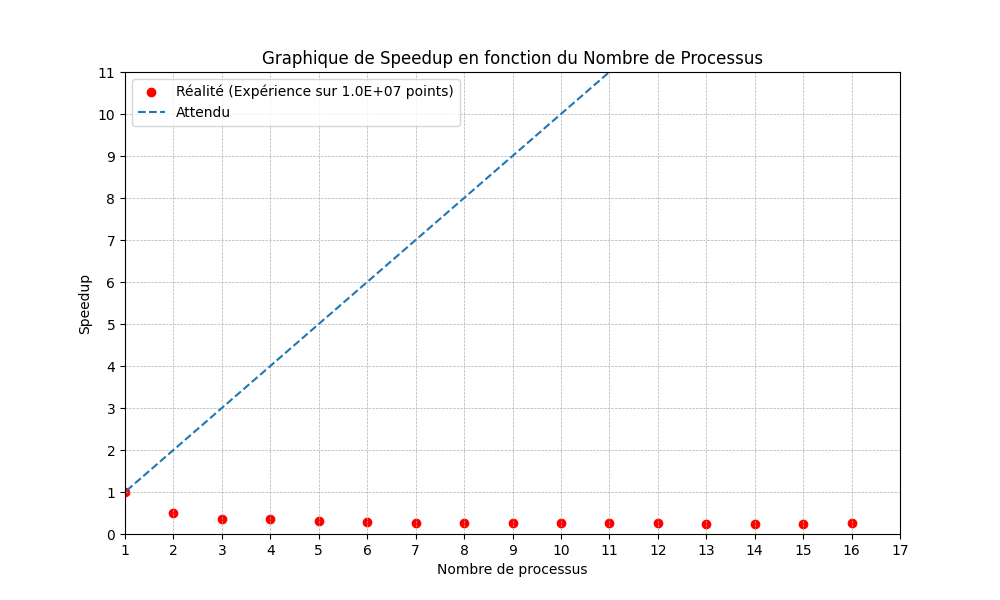 Graphique de Speedup en fonction du Nombre de Processus
Réalité (Expérience sur 1.0E+07 points)
Attendu
Speedup
11
10
9
8
7
6
5
4
3
2
1
0
1 2 3 4 5 6 7 8 9 10 11 12 13 14 15 16 17
Nombre de processus